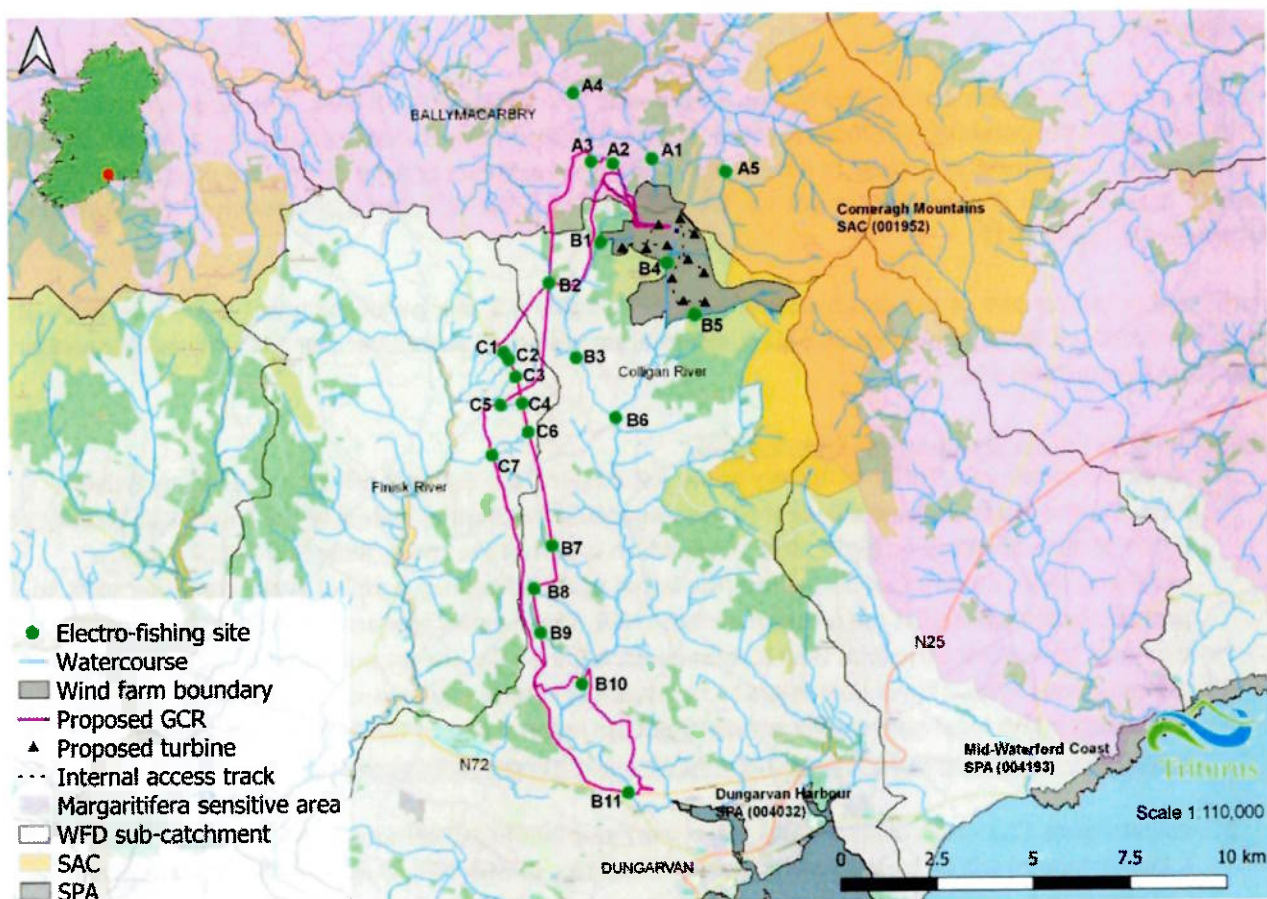 A4
BALLYMACARBRY
A3
A2
A1
A5
Comeragh Mountains
SAC (001952)
B1
B4
B2
B5
C1
C2
B3
C3
Colligan River
C5
C4
B6
C6
C7
Finisk River
B7
B8
B9
N25
B10
Mid-Waterford Coast
SPA (004193)
Triturus
N72
Dungarvan Harbour
SPA (004032)
B11
Scale 1:110,000
DUNGARVAN
0 2.5 5 7.5 10 km
Electro-fishing site
Watercourse
Wind farm boundary
Proposed GCR
Proposed turbine
Internal access track
Margaritifera sensitive area
WFD sub-catchment
SAC
SPA